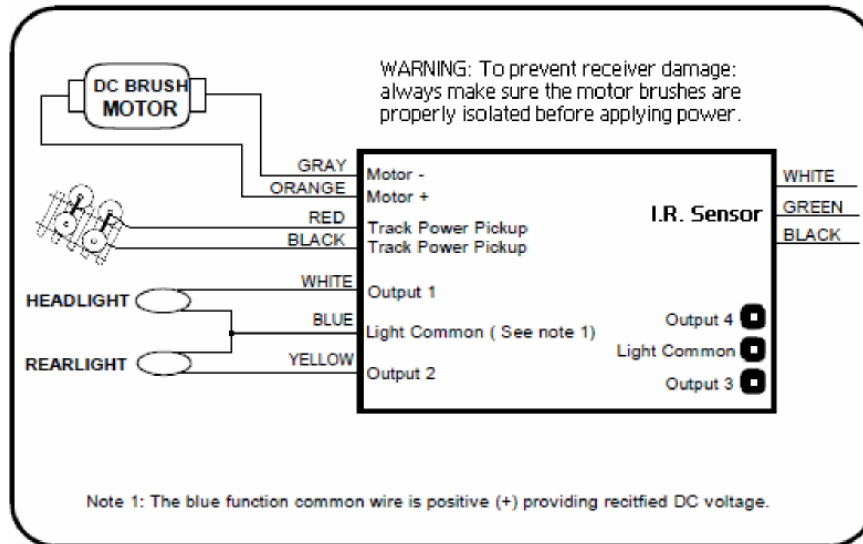 DC BRUSH
MOTOR
WARNING: To prevent receiver damage:
always make sure the motor brushes are
properly isolated before applying power.
GRAY
Motor -
ORANGE
Motor +
RED
Track Power Pickup
BLACK
Track Power Pickup
WHITE
Output 1
HEADLIGHT
BLUE
Light Common ( See note 1)
REARLIGHT
YELLOW
Output 2
I.R. Sensor
WHITE
GREEN
BLACK
Output 4
Light Common
Output 3
Note 1: The blue function common wire is positive (+) providing recitfied DC voltage.